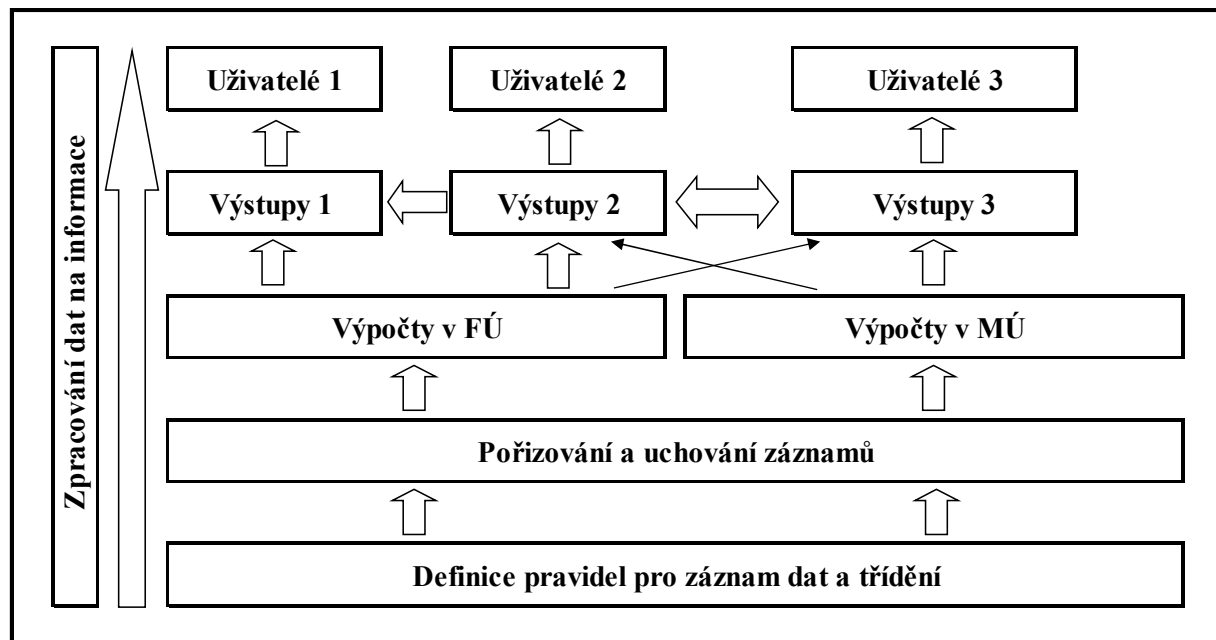 Zpracování dat na informace
Uživatelé 1
Uživatelé 2
Uživatelé 3
Výstupy 1
Výstupy 2
Výstupy 3
Výpočty v FÚ
Výpočty v MÚ
Pořizování a uchování záznamů
Definice pravidel pro záznam dat a třídění